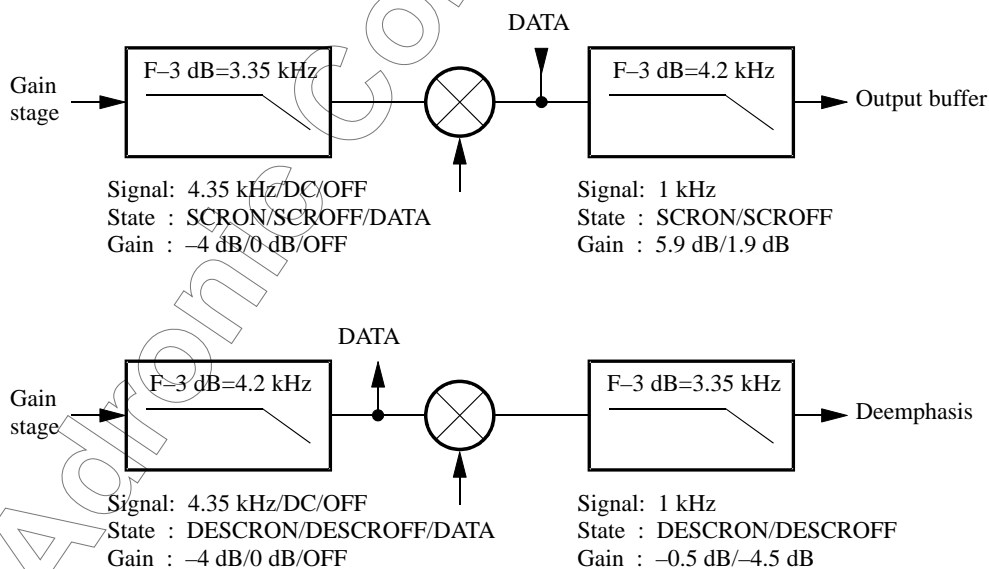 DATA
F–3 dB=3.35 kHz
F–3 dB=4.2 kHz
Gain
stage
Output buffer
Signal: 4.35 kHz/DC/OFF
State : SCRON/SCROFF/DATA
Gain : –4 dB/0 dB/OFF
Signal: 1 kHz
State : SCRON/SCROFF
Gain : 5.9 dB/1.9 dB
DATA
F–3 dB=4.2 kHz
F–3 dB=3.35 kHz
Gain
stage
Deemphasis
Signal: 4.35 kHz/DC/OFF
State : DESCRON/DESCROFF/DATA
Gain : –4 dB/0 dB/OFF
Signal: 1 kHz
State : DESCRON/DESCROFF
Gain : –0.5 dB/–4.5 dB
Adronic Co